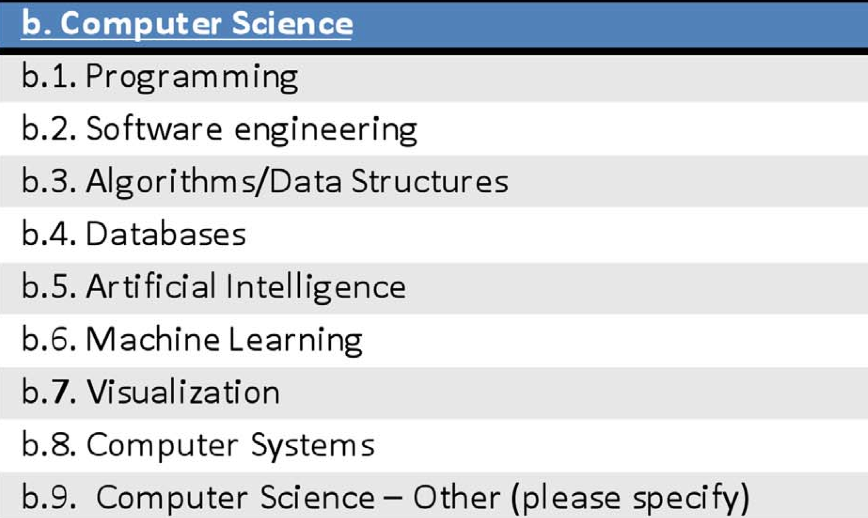 b. Computer Science
b.1. Programming
b.2. Software engineering
b.3. Algorithms/Data Structures
b.4. Databases
b.5. Artificial Intelligence
b.6. Machine Learning
b.7. Visualization
b.8. Computer Systems
b.9. Computer Science – Other (please specify)